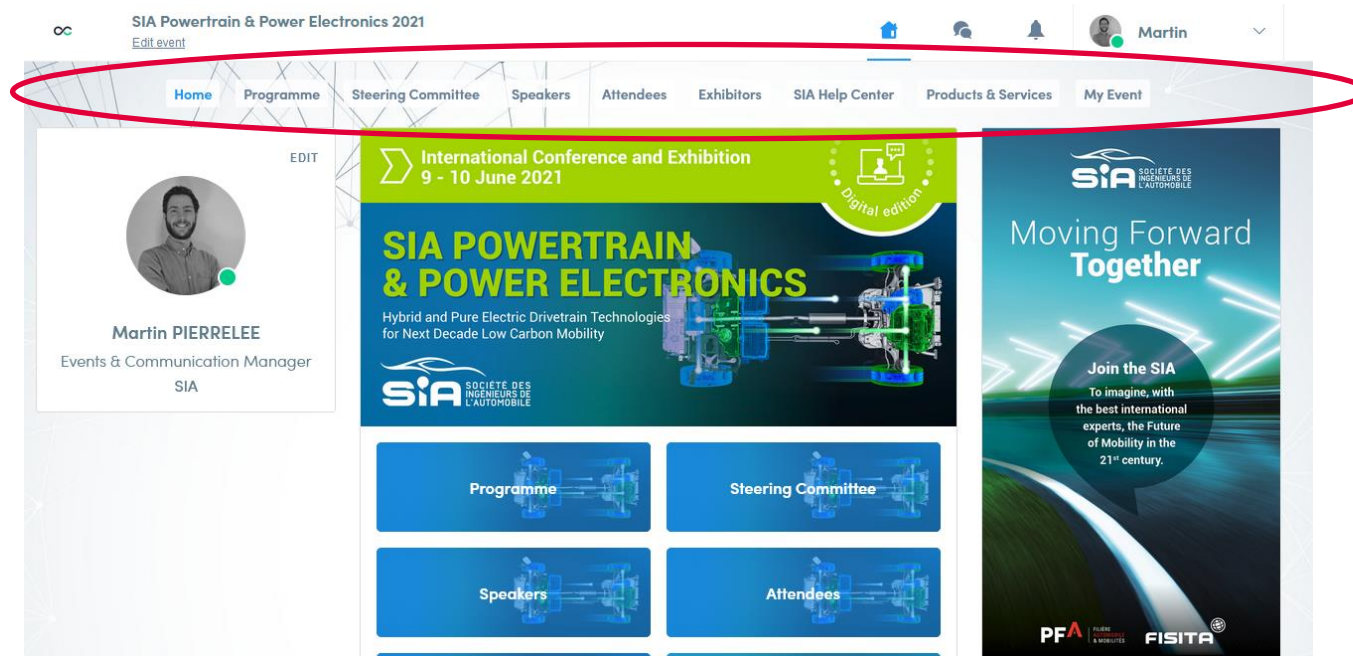 SIA Powertrain & Power Electronics 2021
Edit event
Martin
Home Programme Steering Committee Speakers Attendees Exhibitors SIA Help Center Products & Services My Event
EDIT
Martin PIERRELEE
Events & Communication Manager
SIA
International Conference and Exhibition
9 - 10 June 2021
Digital edition
SIA POWERTRAIN
& POWER ELECTRONICS
Hybrid and Pure Electric Drivetrain Technologies
for Next Decade Low Carbon Mobility
SiA SOCIÉTÉ DES
INGÉNIEURS DE
L'AUTOMOBILE
Programme
Steering Committee
Speakers
Attendees
SiA SOCIÉTÉ DES
INGÉNIEURS DE
L'AUTOMOBILE
Moving Forward
Together
Join the SIA
To imagine, with
the best international
experts, the Future
of Mobility in the
21st century.
PFA FILIÈRE
AUTOMOBILE
& MOBILITÉS
FISITA